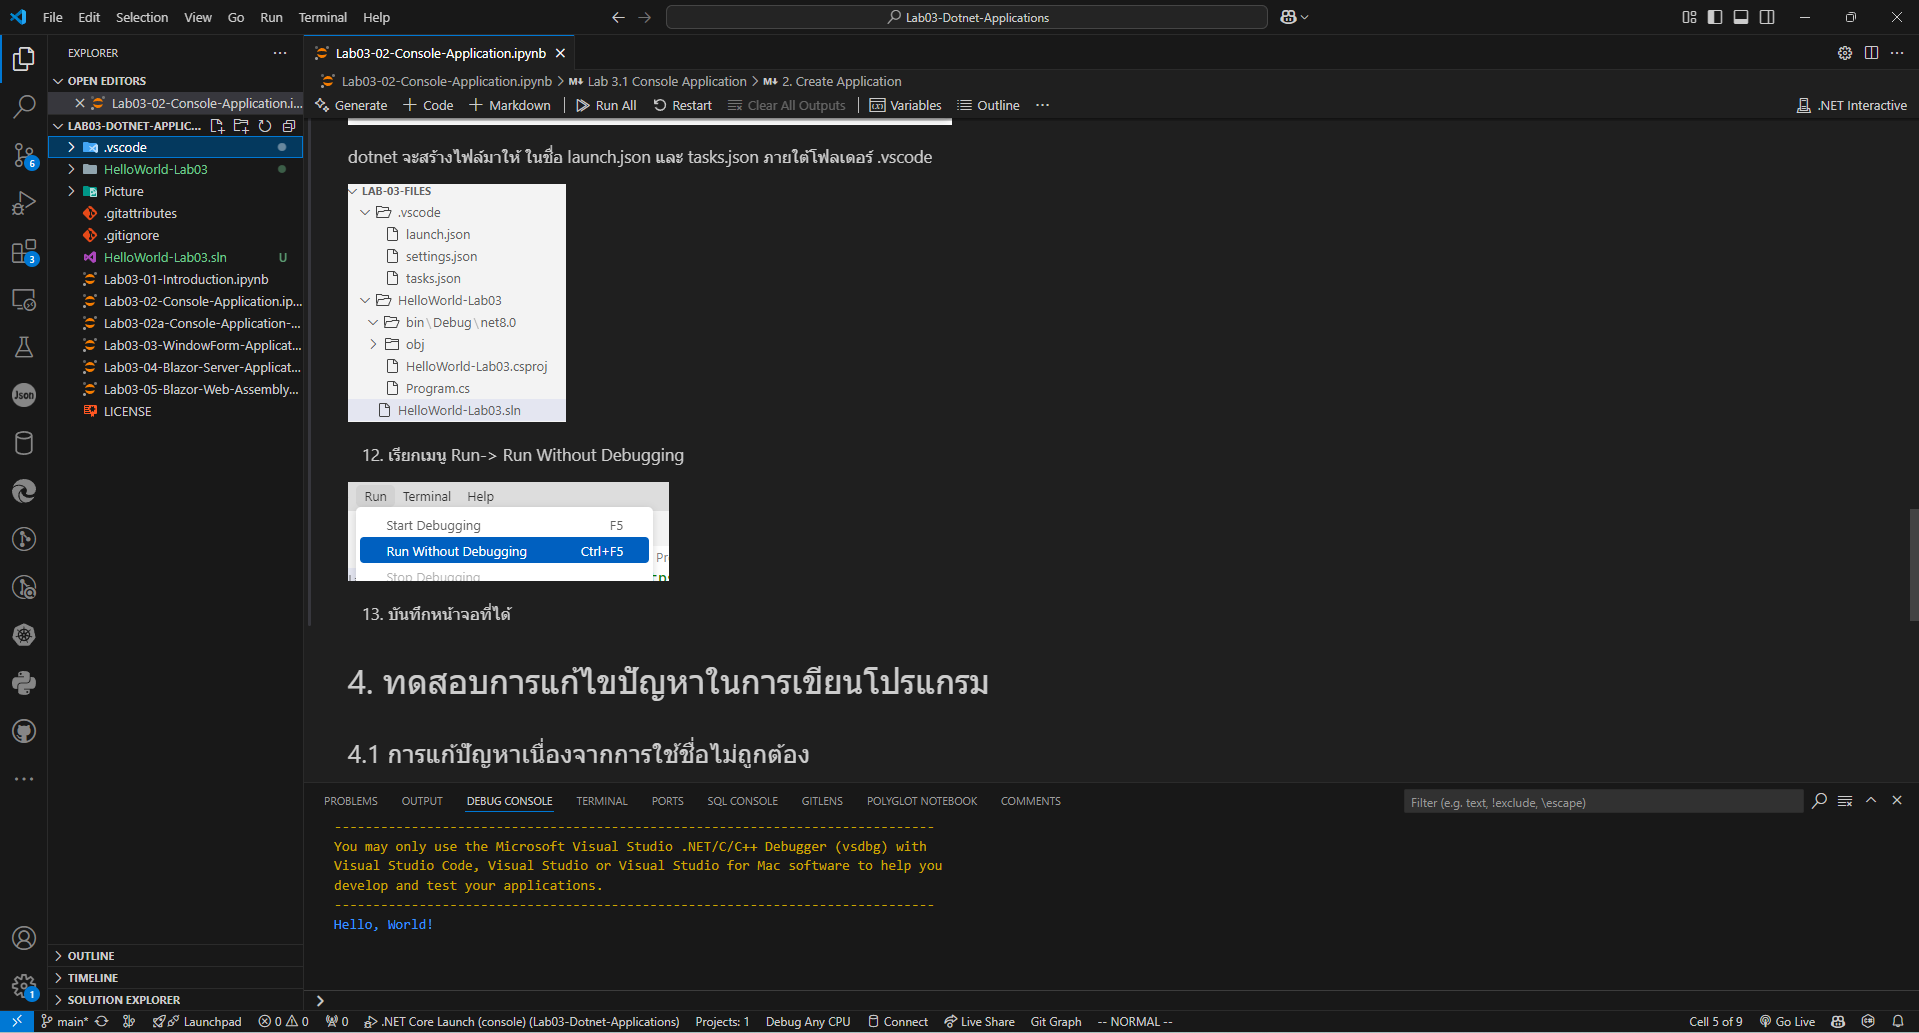 File Edit Selection View Go Run Terminal Help
Lab03-Dotnet-Applications
EXPLORER
OPEN EDITORS
Lab03-02-Console-Application.i...
LAB03-DOTNET-APPLIC...
.vscode
HelloWorld-Lab03
Picture
.gitattributes
.gitignore
HelloWorld-Lab03.sln U
Lab03-01-Introduction.ipynb
Lab03-02-Console-Application.ip...
Lab03-02a-Console-Application-...
Lab03-03-WindowForm-Applicat...
Lab03-04-Blazor-Server-Applicat...
Lab03-05-Blazor-Web-Assembly...
LICENSE
OUTLINE
TIMELINE
SOLUTION EXPLORER
6
3
Json
1
Lab03-02-Console-Application.ipynb
Lab03-02-Console-Application.ipynb > M↓ Lab 3.1 Console Application > M↓ 2. Create Application
Generate + Code + Markdown Run All Restart Clear All Outputs Variables Outline ... .NET Interactive
dotnet จะสร้างไฟล์มาให้ ในชื่อ launch.json และ tasks.json ภายใต้โฟลเดอร์ .vscode
LAB-03-FILES
.vscode
launch.json
settings.json
tasks.json
HelloWorld-Lab03
bin\Debug\net8.0
obj
HelloWorld-Lab03.csproj
Program.cs
HelloWorld-Lab03.sln
12. เรียกเมนู Run-> Run Without Debugging
Run Terminal Help
Start Debugging F5
Run Without Debugging Ctrl+F5
Pr
Stop Debugging
13. บันทึกหน้าจอที่ได้
4. ทดสอบการแก้ไขปัญหาในการเขียนโปรแกรม
4.1 การแก้ปัญหาเนื่องจากการใช้ชื่อไม่ถูกต้อง
PROBLEMS OUTPUT DEBUG CONSOLE TERMINAL PORTS SQL CONSOLE GITLENS POLYGLOT NOTEBOOK COMMENTS
Filter (e.g. text, !exclude, \escape)
------------------------------------------------------------------------------
You may only use the Microsoft Visual Studio .NET/C/C++ Debugger (vsdbg) with
Visual Studio Code, Visual Studio or Visual Studio for Mac software to help you
develop and test your applications.
------------------------------------------------------------------------------
Hello, World!
main* Launchpad 0 0 0 .NET Core Launch (console) (Lab03-Dotnet-Applications) Projects: 1 Debug Any CPU Connect Live Share Git Graph -- NORMAL -- Cell 5 of 9 Go Live